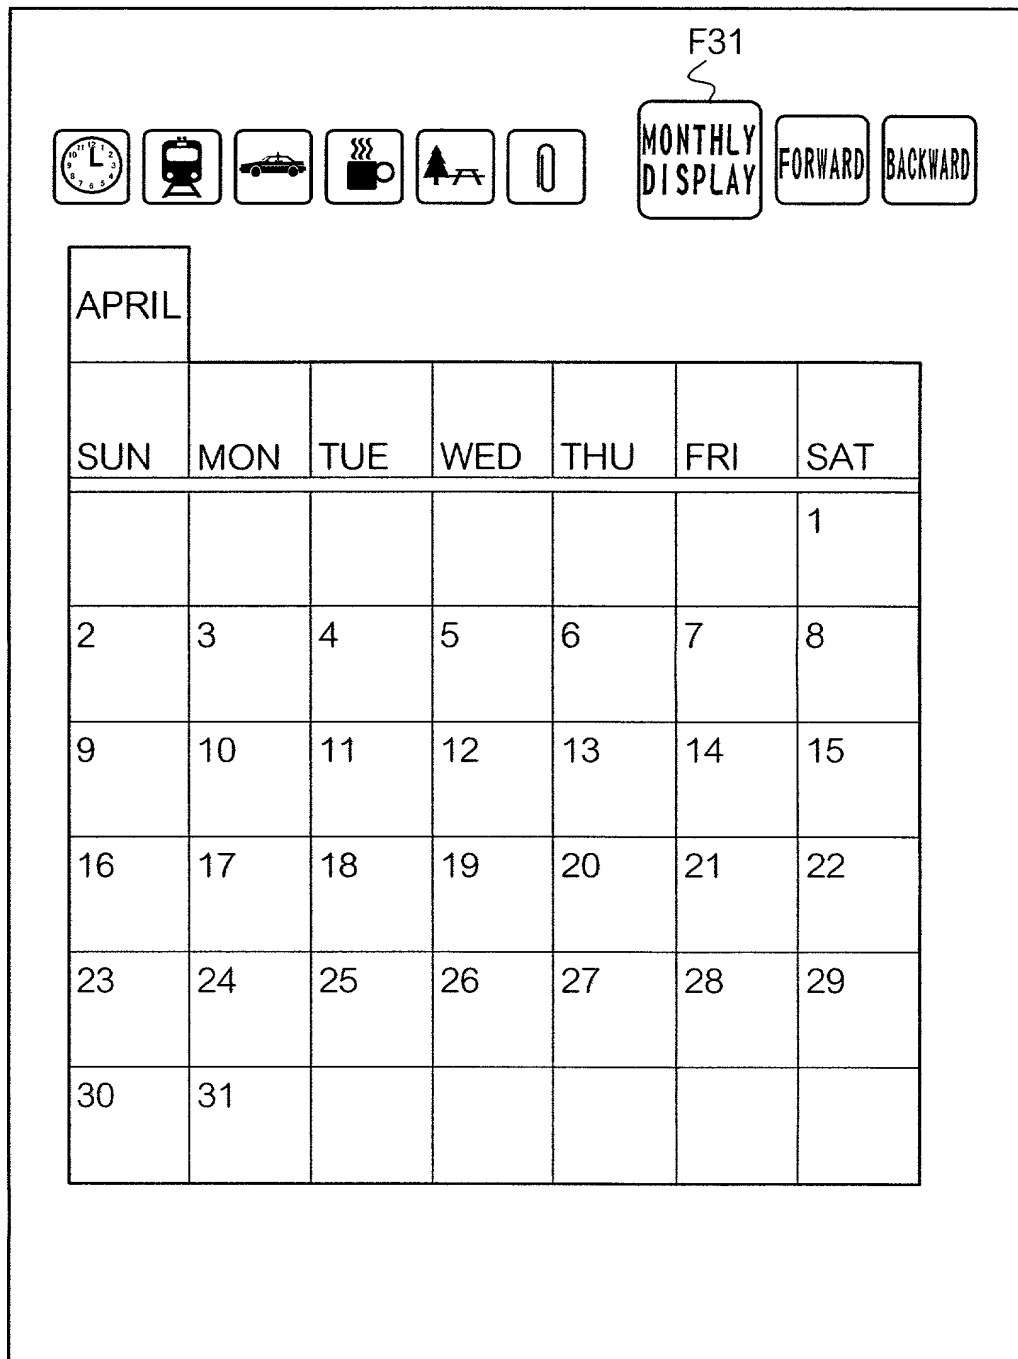 F31
MONTHLY
DISPLAY
FORWARD
BACKWARD
APRIL
SUN MON TUE WED THU FRI SAT
1
2 3 4 5 6 7 8
9 10 11 12 13 14 15
16 17 18 19 20 21 22
23 24 25 26 27 28 29
30 31